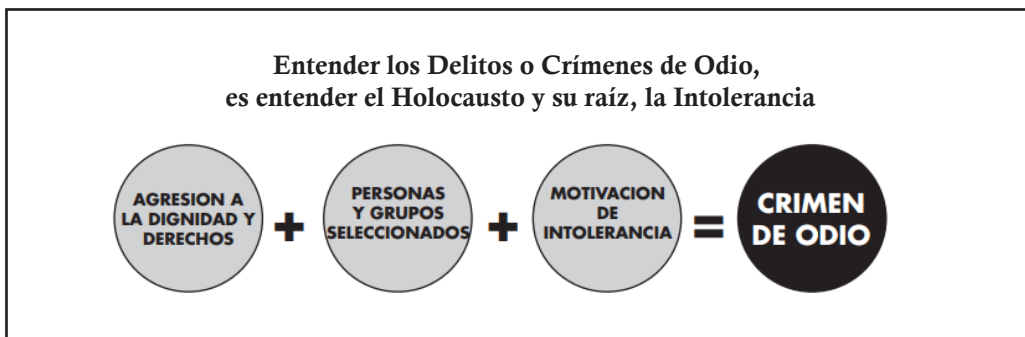 Entender los Delitos o Crímenes de Odio,
es entender el Holocausto y su raíz, la Intolerancia
AGRESION A
LA DIGNIDAD Y
DERECHOS
+
PERSONAS
Y GRUPOS
SELECCIONADOS
+
MOTIVACION
DE
INTOLERANCIA
=
CRIMEN
DE ODIO